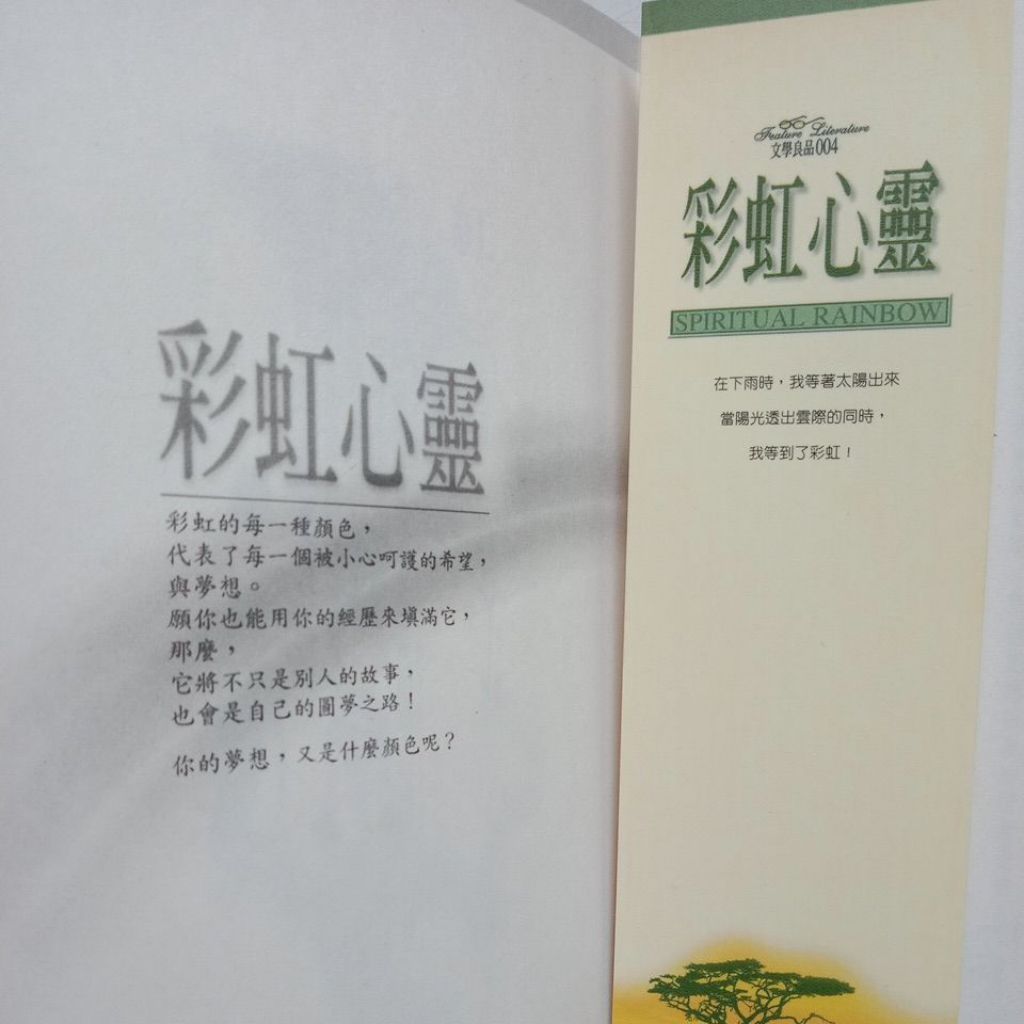 彩虹心靈
彩虹的每一種顏色，
代表了每一個被小心呵護的希望，
與夢想。
願你也能用你的經歷來填滿它，
那麼，
它將不只是別人的故事，
也會是自己的圓夢之路！
你的夢想，又是什麼顏色呢？
Feature Literature
文學良品004
彩虹心靈
SPIRITUAL RAINBOW
在下雨時，我等著太陽出來
當陽光透出雲際的同時，
我等到了彩虹！